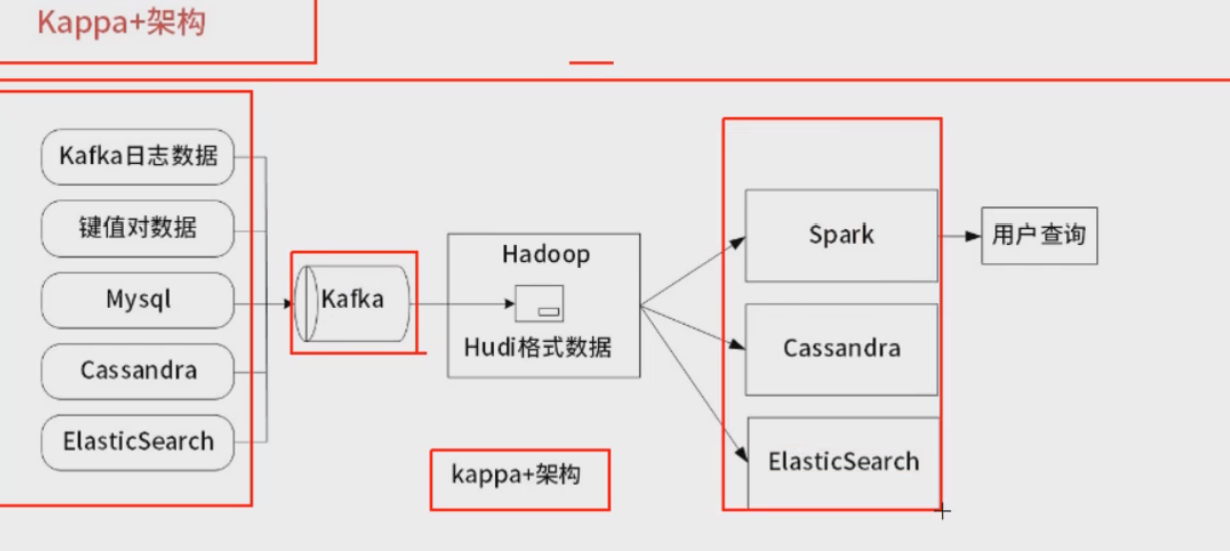 Kappa+架构
Kafka日志数据
键值对数据
Mysql
Cassandra
ElasticSearch
Kafka
Hadoop
Hudi格式数据
kappa+架构
Spark
Cassandra
ElasticSearch
用户查询